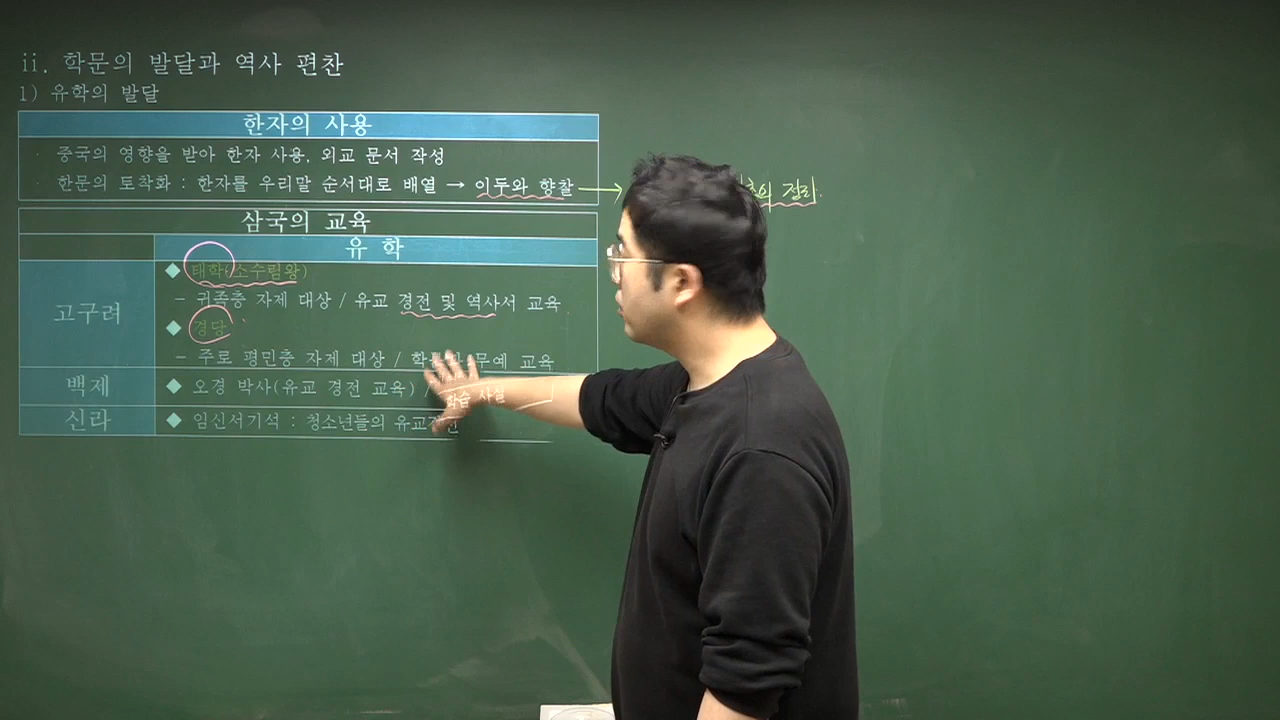 ii. 학문의 발달과 역사 편찬
1) 유학의 발달
한자의 사용
중국의 영향을 받아 한자 사용, 외교 문서 작성
한문의 토착화 : 한자를 우리말 순서대로 배열 → 이두와 향찰 → 정리.
삼국의 교육
유 학
고구려
◆ 태학(소수림왕)
- 귀족층 자제 대상 / 유교 경전 및 역사서 교육
◆ 경당
- 주로 평민층 자제 대상 / 무예 교육
백제
◆ 오경 박사(유교 경전 교육) /
신라
◆ 임신서기석 : 청소년들의 유교 학습 사실